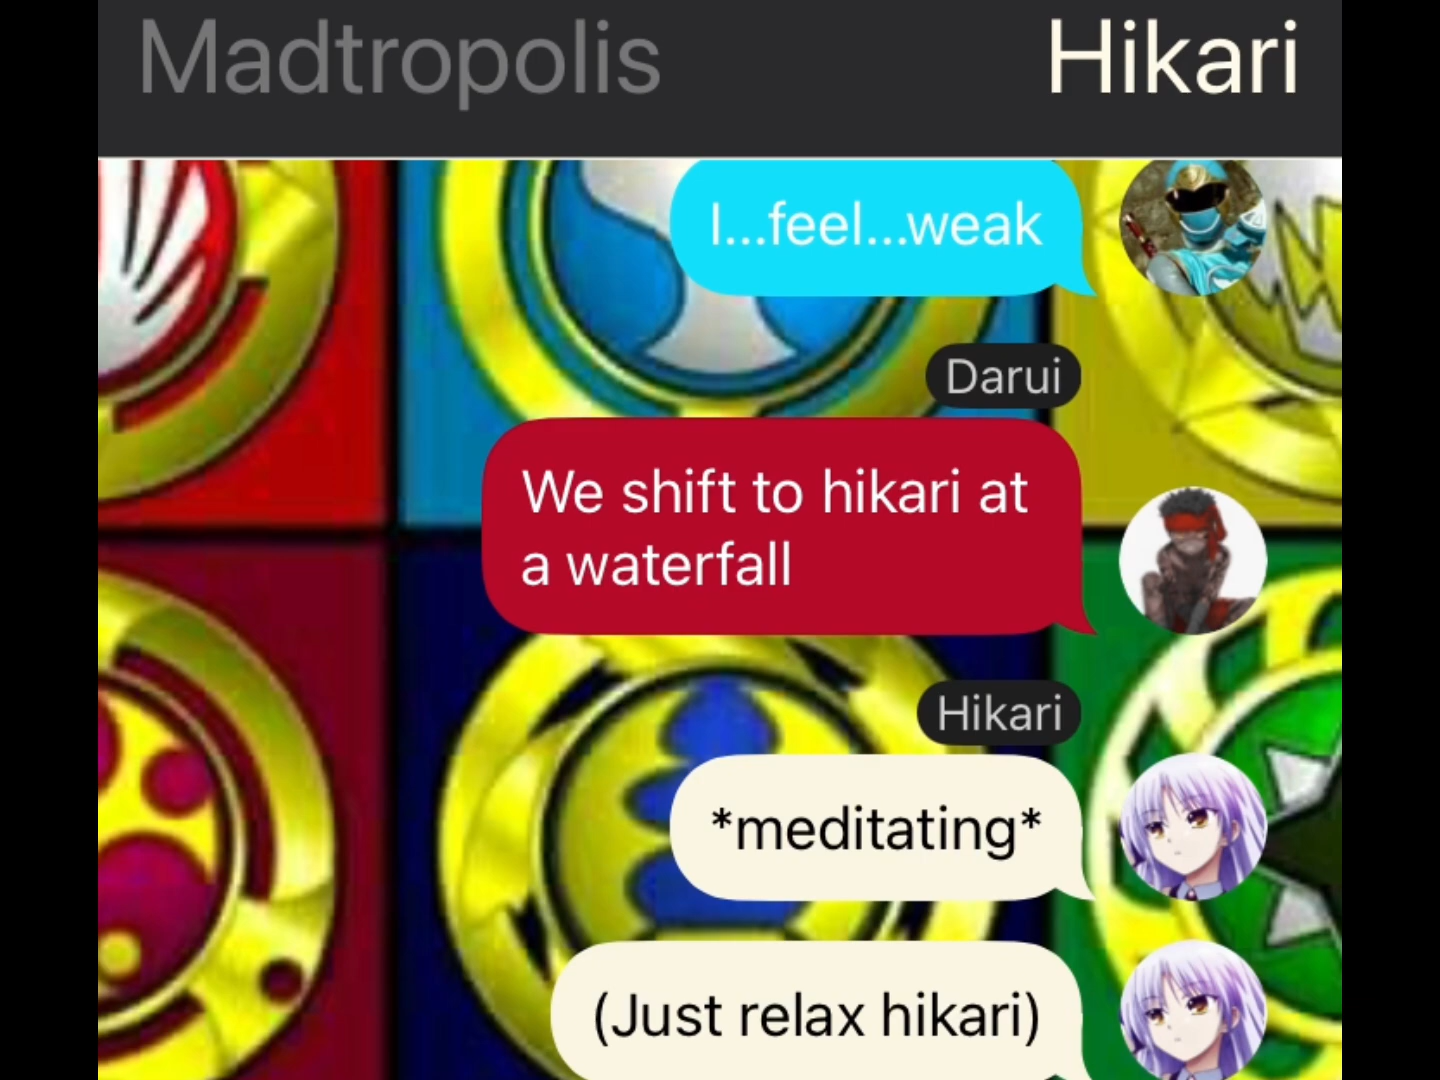 Madtropolis
Hikari
I...feel...weak
Darui
We shift to hikari at
a waterfall
Hikari
*meditating*
(Just relax hikari)